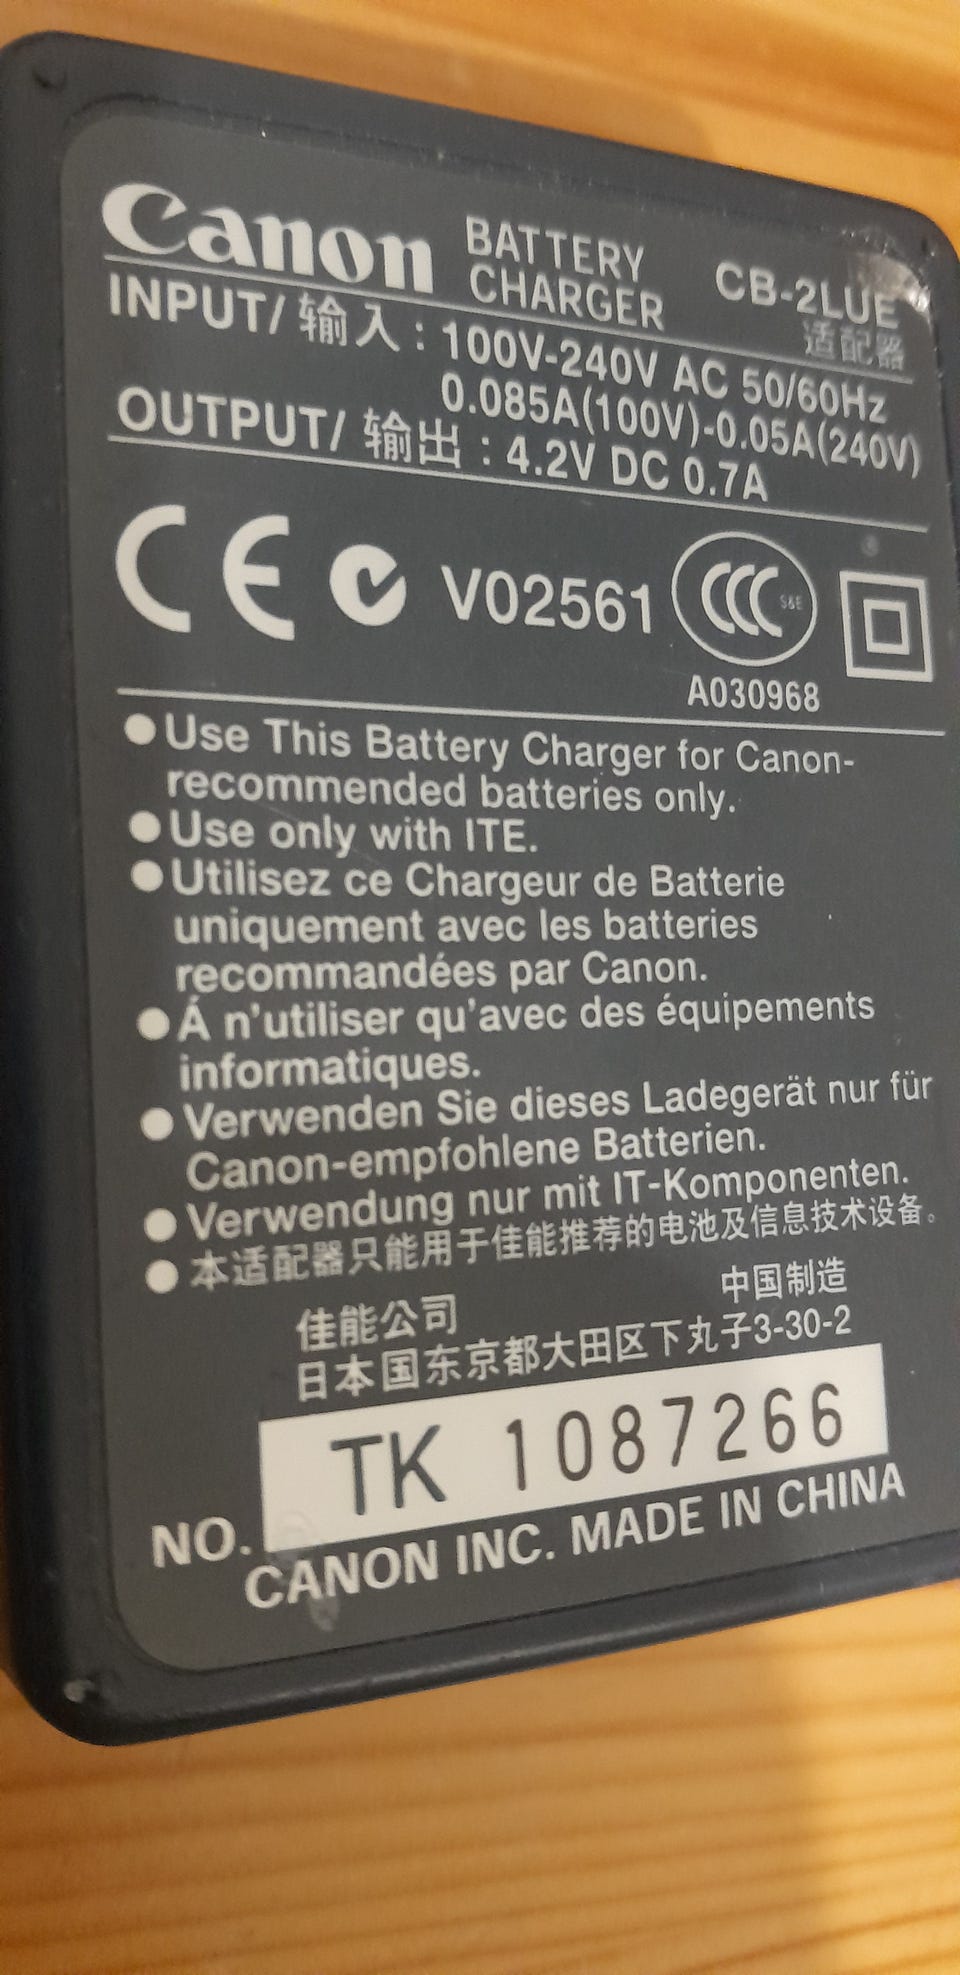 Canon BATTERY CHARGER CB-2LUE
适配器
INPUT/ 输入 : 100V-240V AC 50/60Hz
0.085A(100V)-0.05A(240V)
OUTPUT/ 输出 : 4.2V DC 0.7A
CE V02561 CCC S&E
A030968
●Use This Battery Charger for Canon-
recommended batteries only.
●Use only with ITE.
●Utilisez ce Chargeur de Batterie
uniquement avec les batteries
recommandées par Canon.
●Á n'utiliser qu'avec des équipements
informatiques.
●Verwenden Sie dieses Ladegerät nur für
Canon-empfohlene Batterien.
●Verwendung nur mit IT-Komponenten.
●本适配器只能用于佳能推荐的电池及信息技术设备。
佳能公司 中国制造
日本国东京都大田区下丸子3-30-2
NO. TK 1087266
CANON INC. MADE IN CHINA